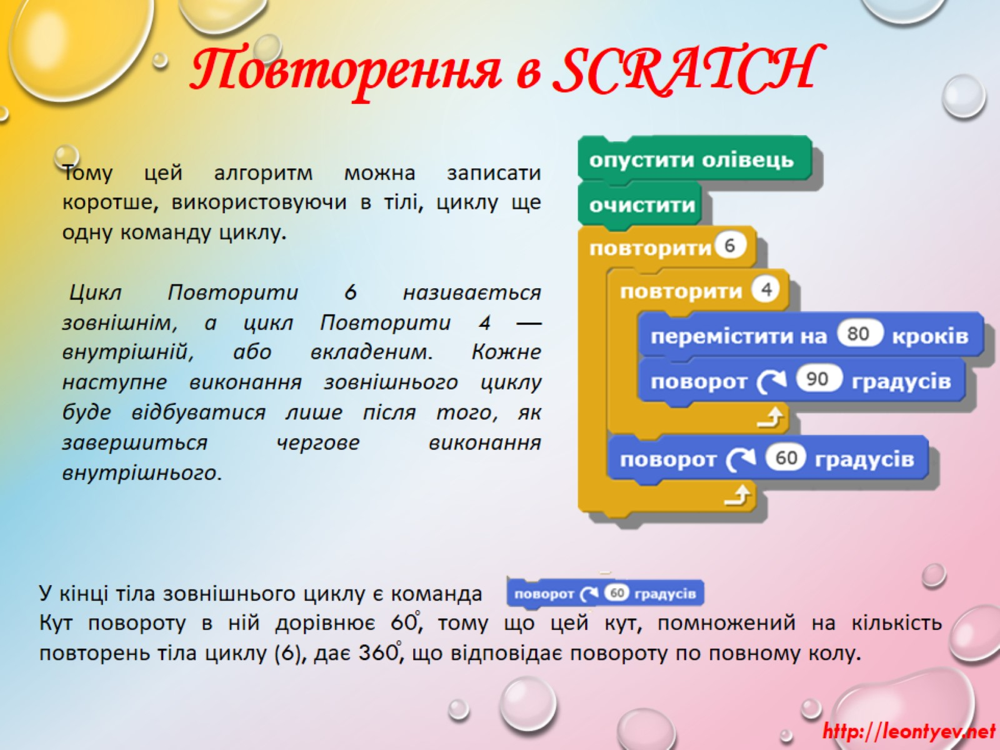 Повторення в SCRATCH
Тому цей алгоритм можна записати
коротше, використовуючи в тілі, циклу ще
одну команду циклу.
Цикл Повторити 6 називається
зовнішнім, а цикл Повторити 4 —
внутрішній, або вкладеним. Кожне
наступне виконання зовнішнього циклу
буде відбуватися лише після того, як
завершиться чергове виконання
внутрішнього.
опустити олівець
очистити
повторити 6
повторити 4
перемістити на 80 кроків
поворот 90 градусів
поворот 60 градусів
У кінці тіла зовнішнього циклу є команда поворот 60 градусів
Кут повороту в ній дорівнює 60°, тому що цей кут, помножений на кількість
повторень тіла циклу (6), дає 360°, що відповідає повороту по повному колу.
http://leontyev.net